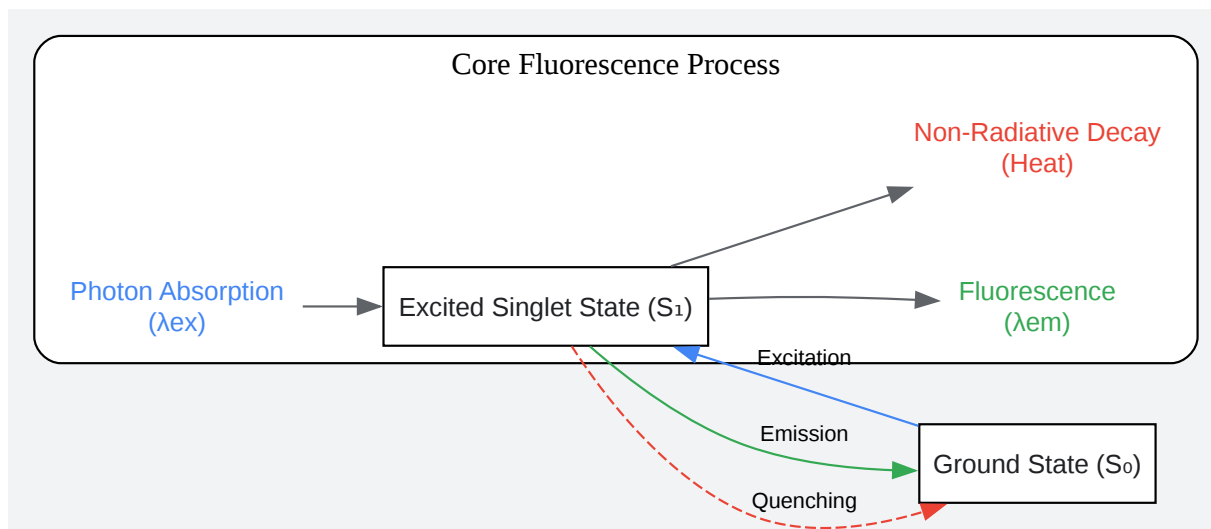 Core Fluorescence Process
Non-Radiative Decay
(Heat)
Photon Absorption
(λex)
Excited Singlet State (S₁)
Fluorescence
(λem)
Excitation
Emission
Ground State (S₀)
Quenching